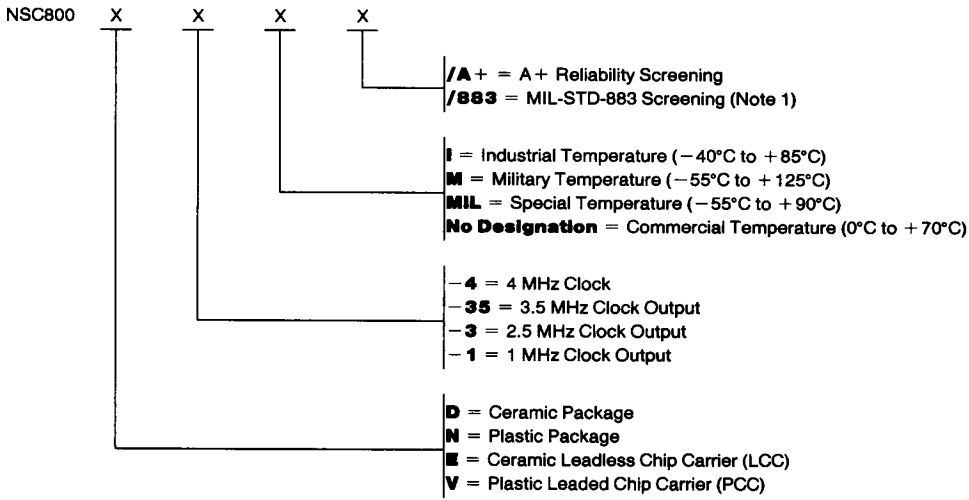 NSC800 X X X X
/A+ = A+ Reliability Screening
/883 = MIL-STD-883 Screening (Note 1)
I = Industrial Temperature (−40°C to +85°C)
M = Military Temperature (−55°C to +125°C)
MIL = Special Temperature (−55°C to +90°C)
No Designation = Commercial Temperature (0°C to +70°C)
−4 = 4 MHz Clock
−35 = 3.5 MHz Clock Output
−3 = 2.5 MHz Clock Output
−1 = 1 MHz Clock Output
D = Ceramic Package
N = Plastic Package
E = Ceramic Leadless Chip Carrier (LCC)
V = Plastic Leaded Chip Carrier (PCC)